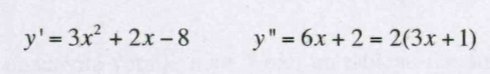 y' = 3x² + 2x − 8 y" = 6x + 2 = 2(3x + 1)